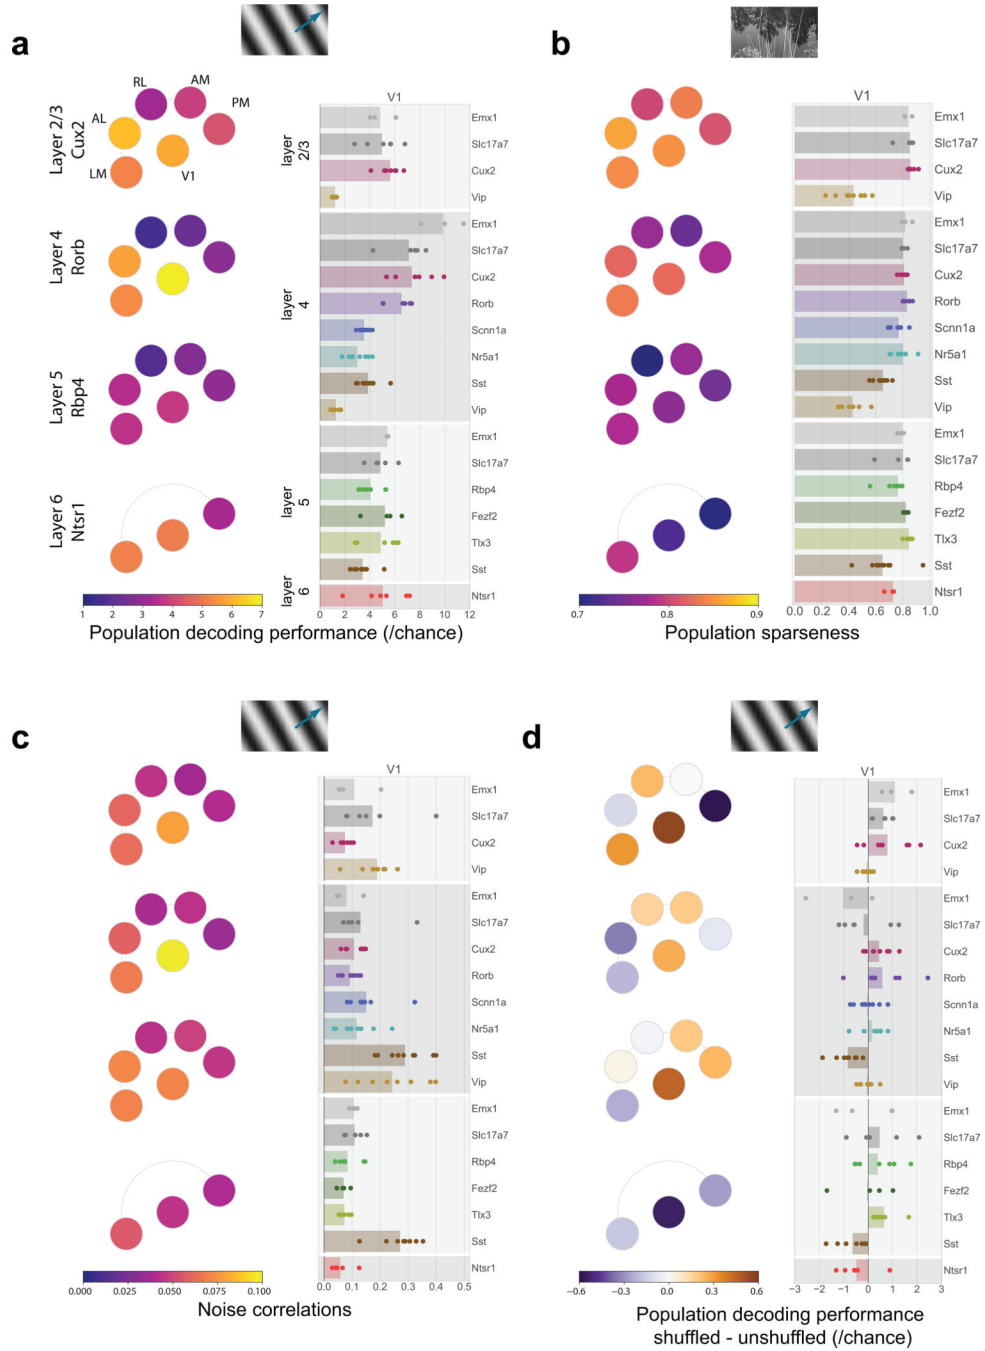 a
RL
AM
PM
AL
LM
V1
Layer 2/3
Cux2
Layer 4
Rorb
Layer 5
Rbp4
Layer 6
Ntsr1
1 2 3 4 5 6 7
V1
layer
2/3
Emx1
Slc17a7
Cux2
Vip
layer
4
Emx1
Slc17a7
Cux2
Rorb
Scnn1a
Nr5a1
Sst
Vip
layer
5
Emx1
Slc17a7
Rbp4
Fezf2
Tlx3
Sst
layer
6
Ntsr1
0 2 4 6 8 10 12
Population decoding performance (/chance)
b
0.7 0.8 0.9
V1
Emx1
Slc17a7
Cux2
Vip
Emx1
Slc17a7
Cux2
Rorb
Scnn1a
Nr5a1
Sst
Vip
Emx1
Slc17a7
Rbp4
Fezf2
Tlx3
Sst
Ntsr1
0.0 0.2 0.4 0.6 0.8 1.0
Population sparseness
c
0.000 0.025 0.050 0.075 0.100
V1
Emx1
Slc17a7
Cux2
Vip
Emx1
Slc17a7
Cux2
Rorb
Scnn1a
Nr5a1
Sst
Vip
Emx1
Slc17a7
Rbp4
Fezf2
Tlx3
Sst
Ntsr1
0.0 0.1 0.2 0.3 0.4 0.5
Noise correlations
d
−0.6 −0.3 0.0 0.3 0.6
V1
Emx1
Slc17a7
Cux2
Vip
Emx1
Slc17a7
Cux2
Rorb
Scnn1a
Nr5a1
Sst
Vip
Emx1
Slc17a7
Rbp4
Fezf2
Tlx3
Sst
Ntsr1
−3 −2 −1 0 1 2 3
Population decoding performance
shuffled - unshuffled (/chance)